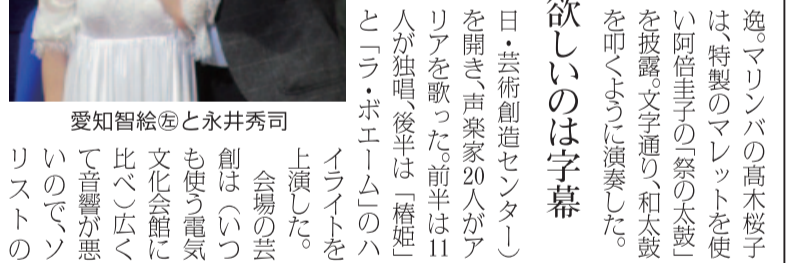 逸。マリンバの髙木桜子
は、特製のマレットを使
い阿倍圭子の「祭の太鼓」
を披露。文字通り、和太鼓
を叩くように演奏した。
欲しいのは字幕
日・芸術創造センター）
を開き、声楽家20人がア
リアを歌った。前半は11
人が独唱、後半は「椿姫」
と「ラ・ボエーム」のハ
イライトを
上演した。
会場の芸
創は（いつ
も使う電気
文化会館に
比べ）広く
て音響が悪
いので、ソ
リストの
愛知智絵㊧と永井秀司